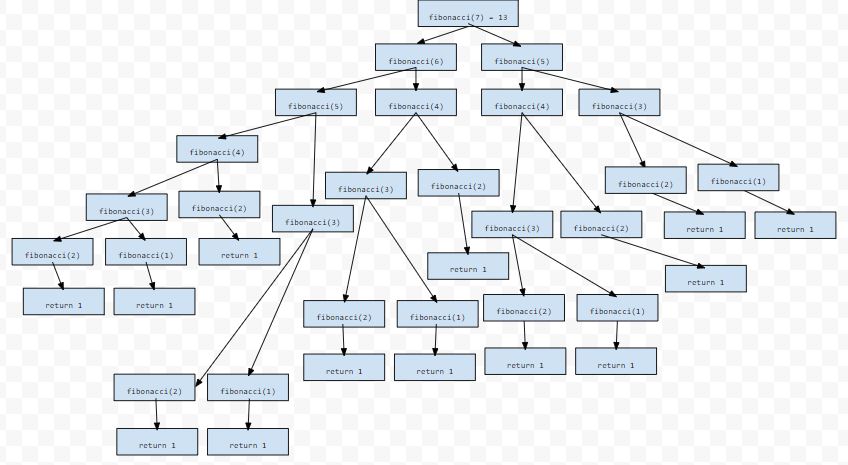 fibonacci(7) = 13
fibonacci(6)
fibonacci(5)
fibonacci(5)
fibonacci(4)
fibonacci(4)
fibonacci(3)
fibonacci(4)
fibonacci(3)
fibonacci(2)
fibonacci(2)
fibonacci(1)
fibonacci(3)
fibonacci(2)
fibonacci(3)
fibonacci(3)
fibonacci(2)
return 1
return 1
fibonacci(2)
fibonacci(1)
return 1
return 1
return 1
return 1
return 1
fibonacci(2)
fibonacci(1)
fibonacci(2)
fibonacci(1)
return 1
return 1
return 1
return 1
fibonacci(2)
fibonacci(1)
return 1
return 1